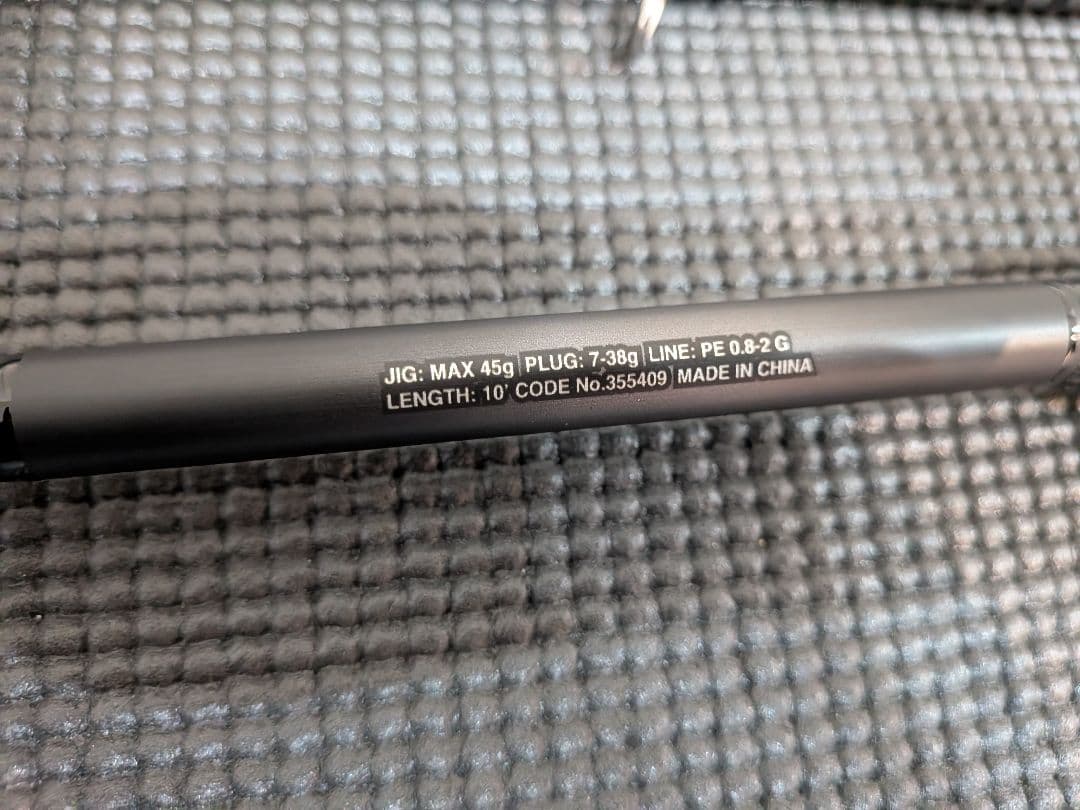 JIG: MAX 45g | PLUG: 7-38g | LINE: PE 0.8-2 G
LENGTH: 10' CODE No.355409 | MADE IN CHINA